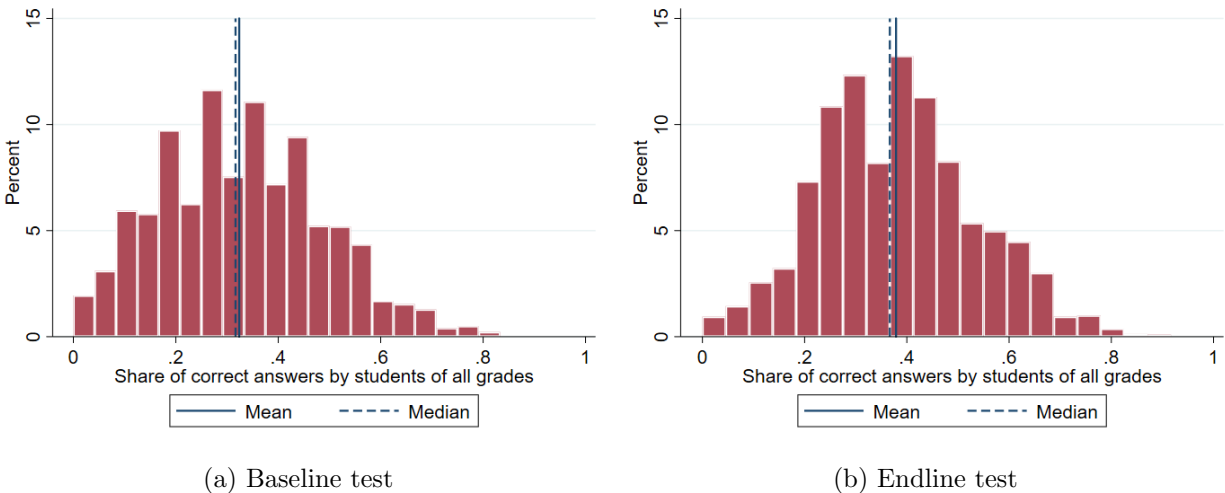 15
10
5
0
Percent
0 .2 .4 .6 .8 1
Share of correct answers by students of all grades
Mean Median
(a) Baseline test
15
10
5
0
Percent
0 .2 .4 .6 .8 1
Share of correct answers by students of all grades
Mean Median
(b) Endline test